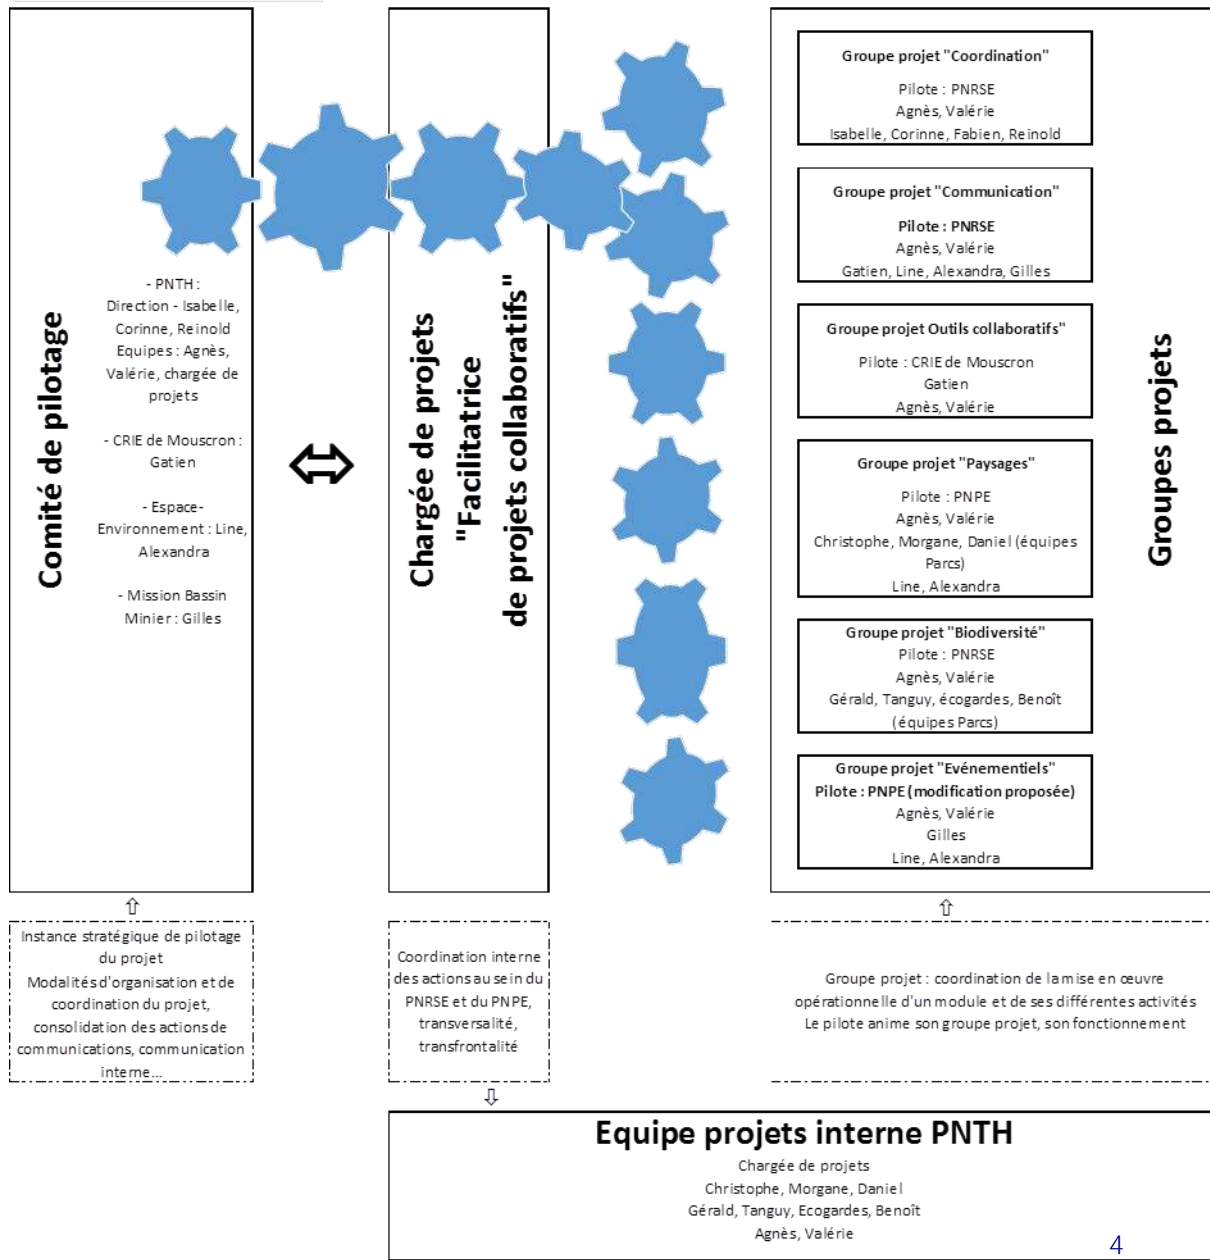 Comité de pilotage
- PNTH :
Direction - Isabelle,
Corinne, Reinold
Equipes : Agnès,
Valérie, chargée de
projets
- CRIE de Mouscron :
Gatien
- Espace-
Environnement : Line,
Alexandra
- Mission Bassin
Minier : Gilles
Chargée de projets
"Facilitatrice
de projets collaboratifs"
Groupe projet "Coordination"
Pilote : PNRSE
Agnès, Valérie
Isabelle, Corinne, Fabien, Reinold
Groupe projet "Communication"
Pilote : PNRSE
Agnès, Valérie
Gatien, Line, Alexandra, Gilles
Groupe projet Outils collaboratifs"
Pilote : CRIE de Mouscron
Gatien
Agnès, Valérie
Groupe projet "Paysages"
Pilote : PNPE
Agnès, Valérie
Christophe, Morgane, Daniel (équipes
Parcs)
Line, Alexandra
Groupe projet "Biodiversité"
Pilote : PNRSE
Agnès, Valérie
Gérald, Tanguy, écogardes, Benoît
(équipes Parcs)
Groupe projet "Evénementiels"
Pilote : PNPE (modification proposée)
Agnès, Valérie
Gilles
Line, Alexandra
Groupes projets
Instance stratégique de pilotage
du projet
Modalités d'organisation et de
coordination du projet,
consolidation des actions de
communications, communication
interne...
Coordination interne
des actions au sein du
PNRSE et du PNPE,
transversalité,
transfrontalité
Groupe projet : coordination de la mise en œuvre
opérationnelle d'un module et de ses différentes activités
Le pilote anime son groupe projet, son fonctionnement
Equipe projets interne PNTH
Chargée de projets
Christophe, Morgane, Daniel
Gérald, Tanguy, Ecogardes, Benoît
Agnès, Valérie
4